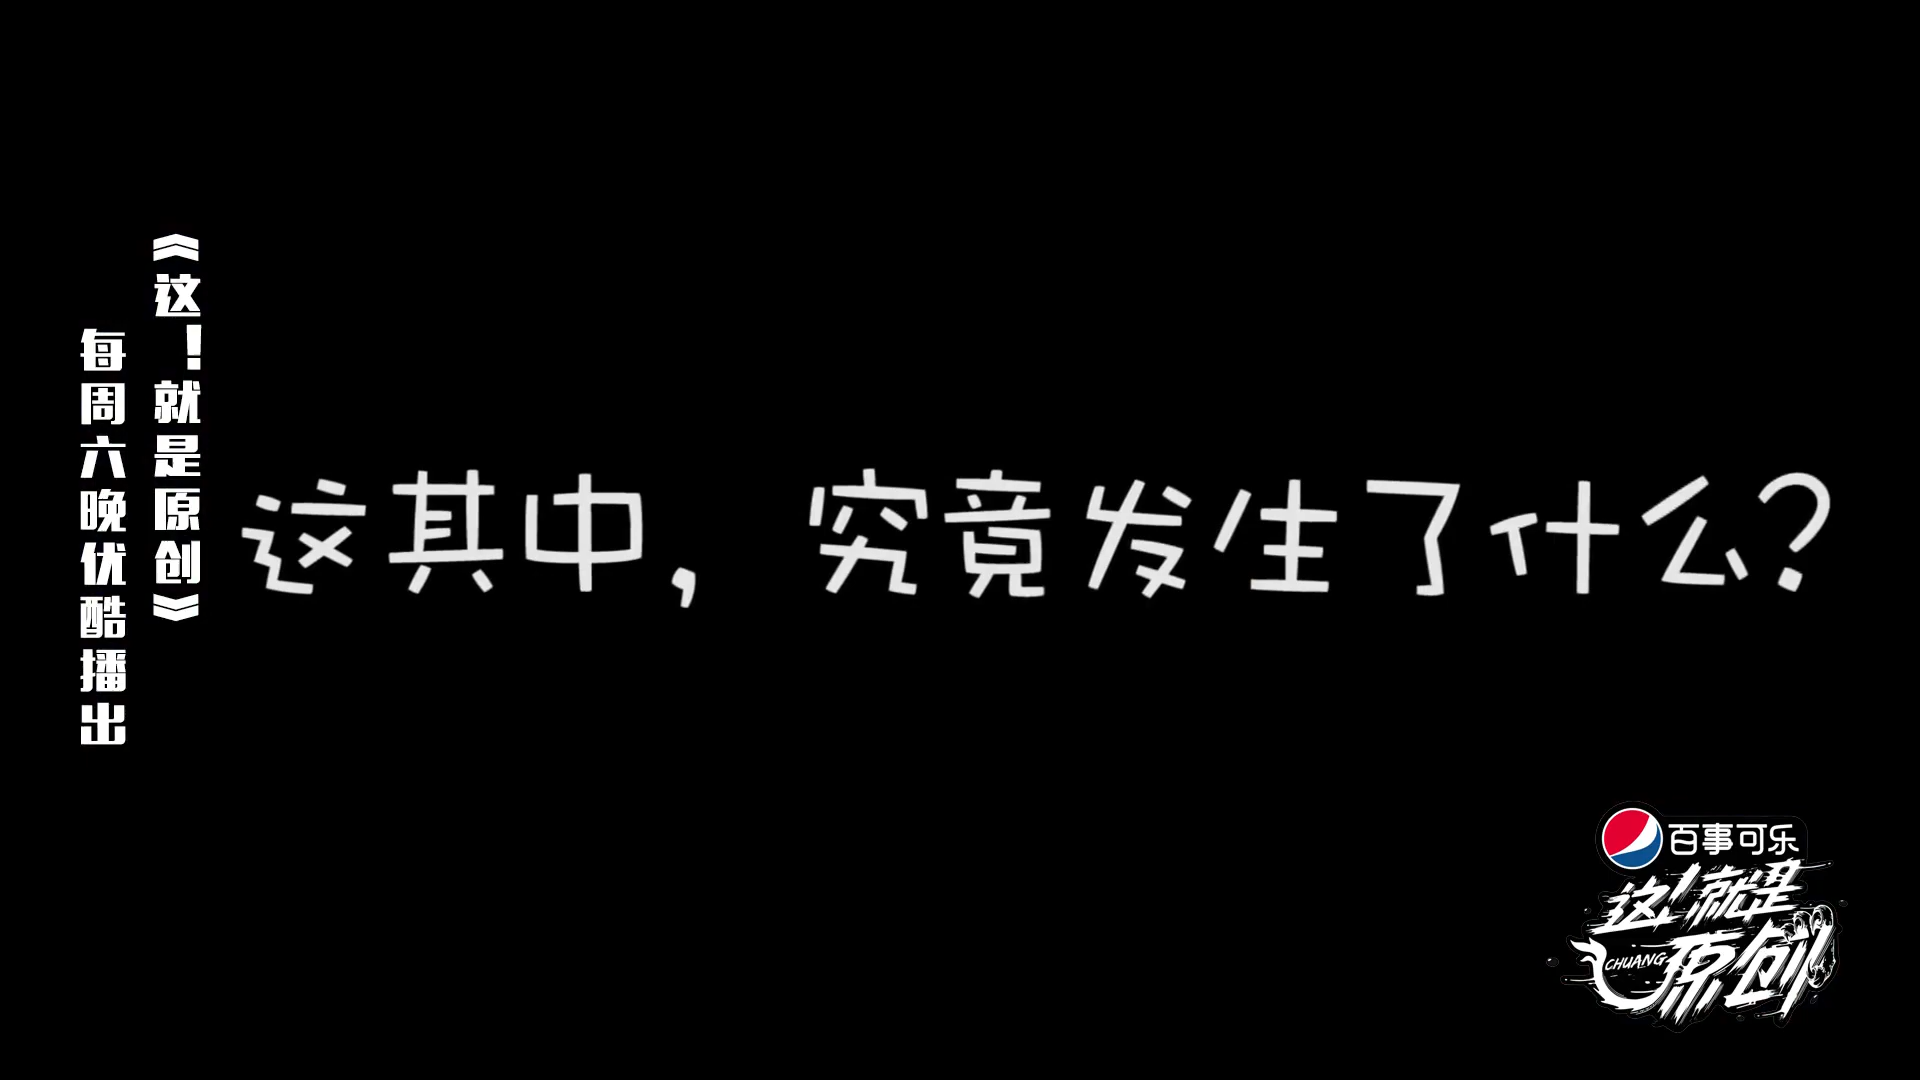 《这！就是原创》
每周六晚优酷播出
这其中，究竟发生了什么?
百事可乐
这!就是
CHUANG
原创